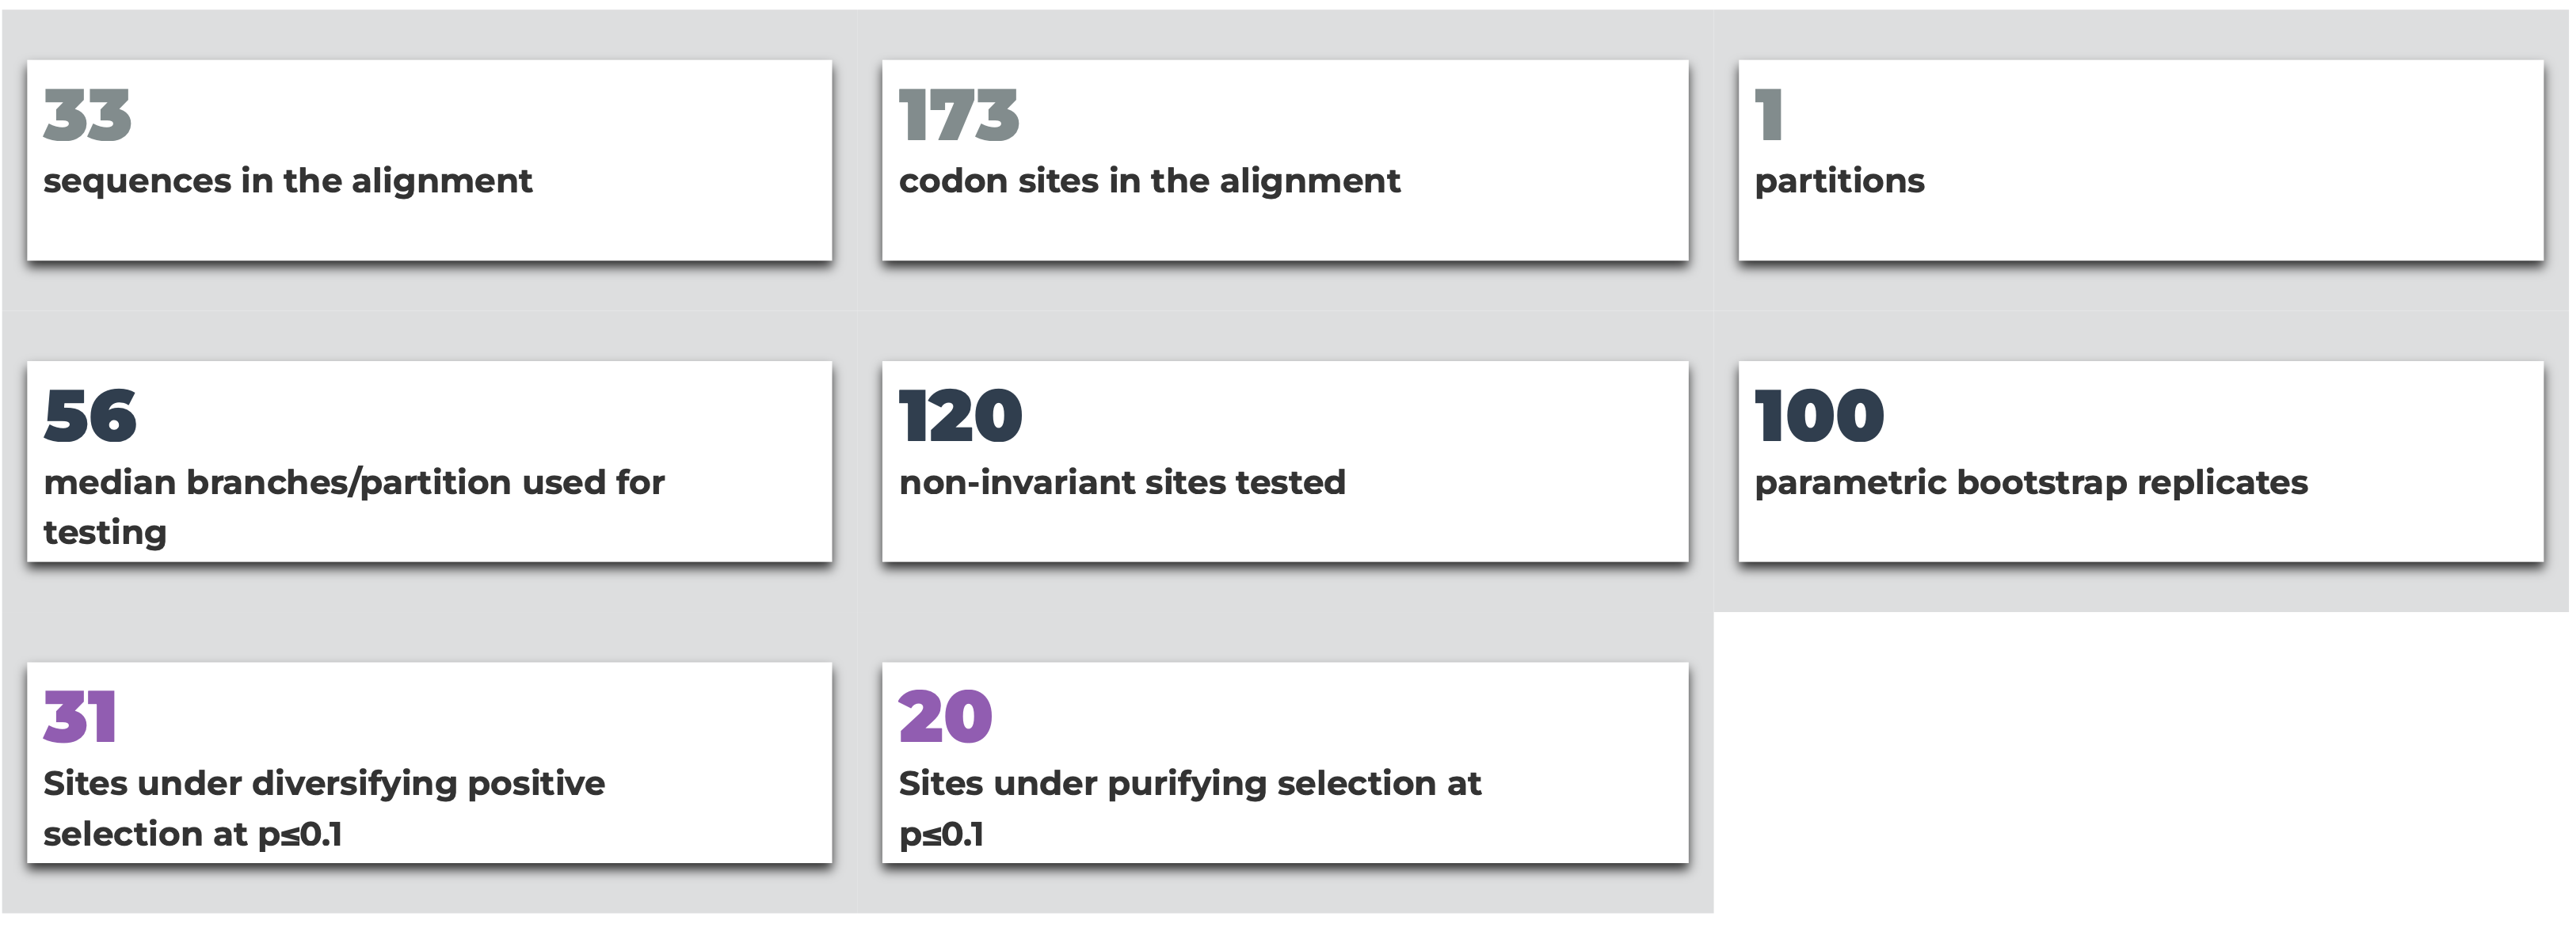 33
sequences in the alignment
173
codon sites in the alignment
1
partitions
56
median branches/partition used for
testing
120
non-invariant sites tested
100
parametric bootstrap replicates
31
Sites under diversifying positive
selection at p≤0.1
20
Sites under purifying selection at
p≤0.1